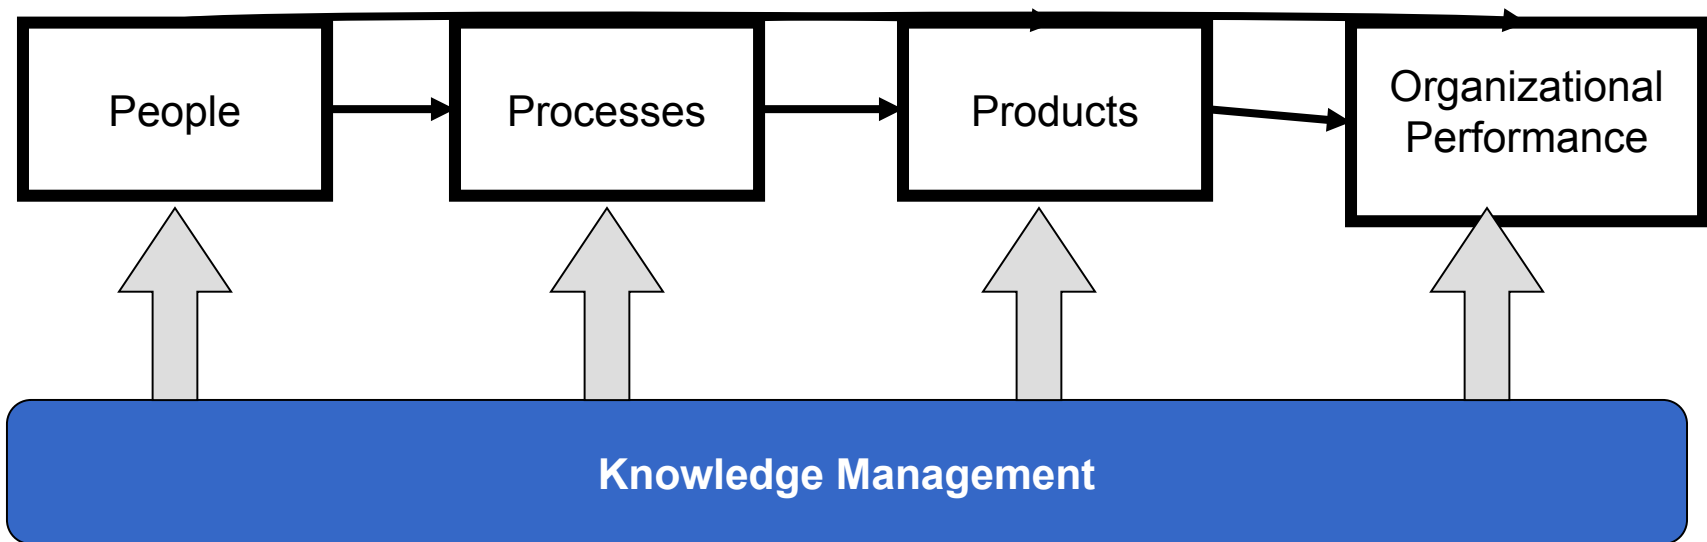 People
Processes
Products
Organizational
Performance
Knowledge Management